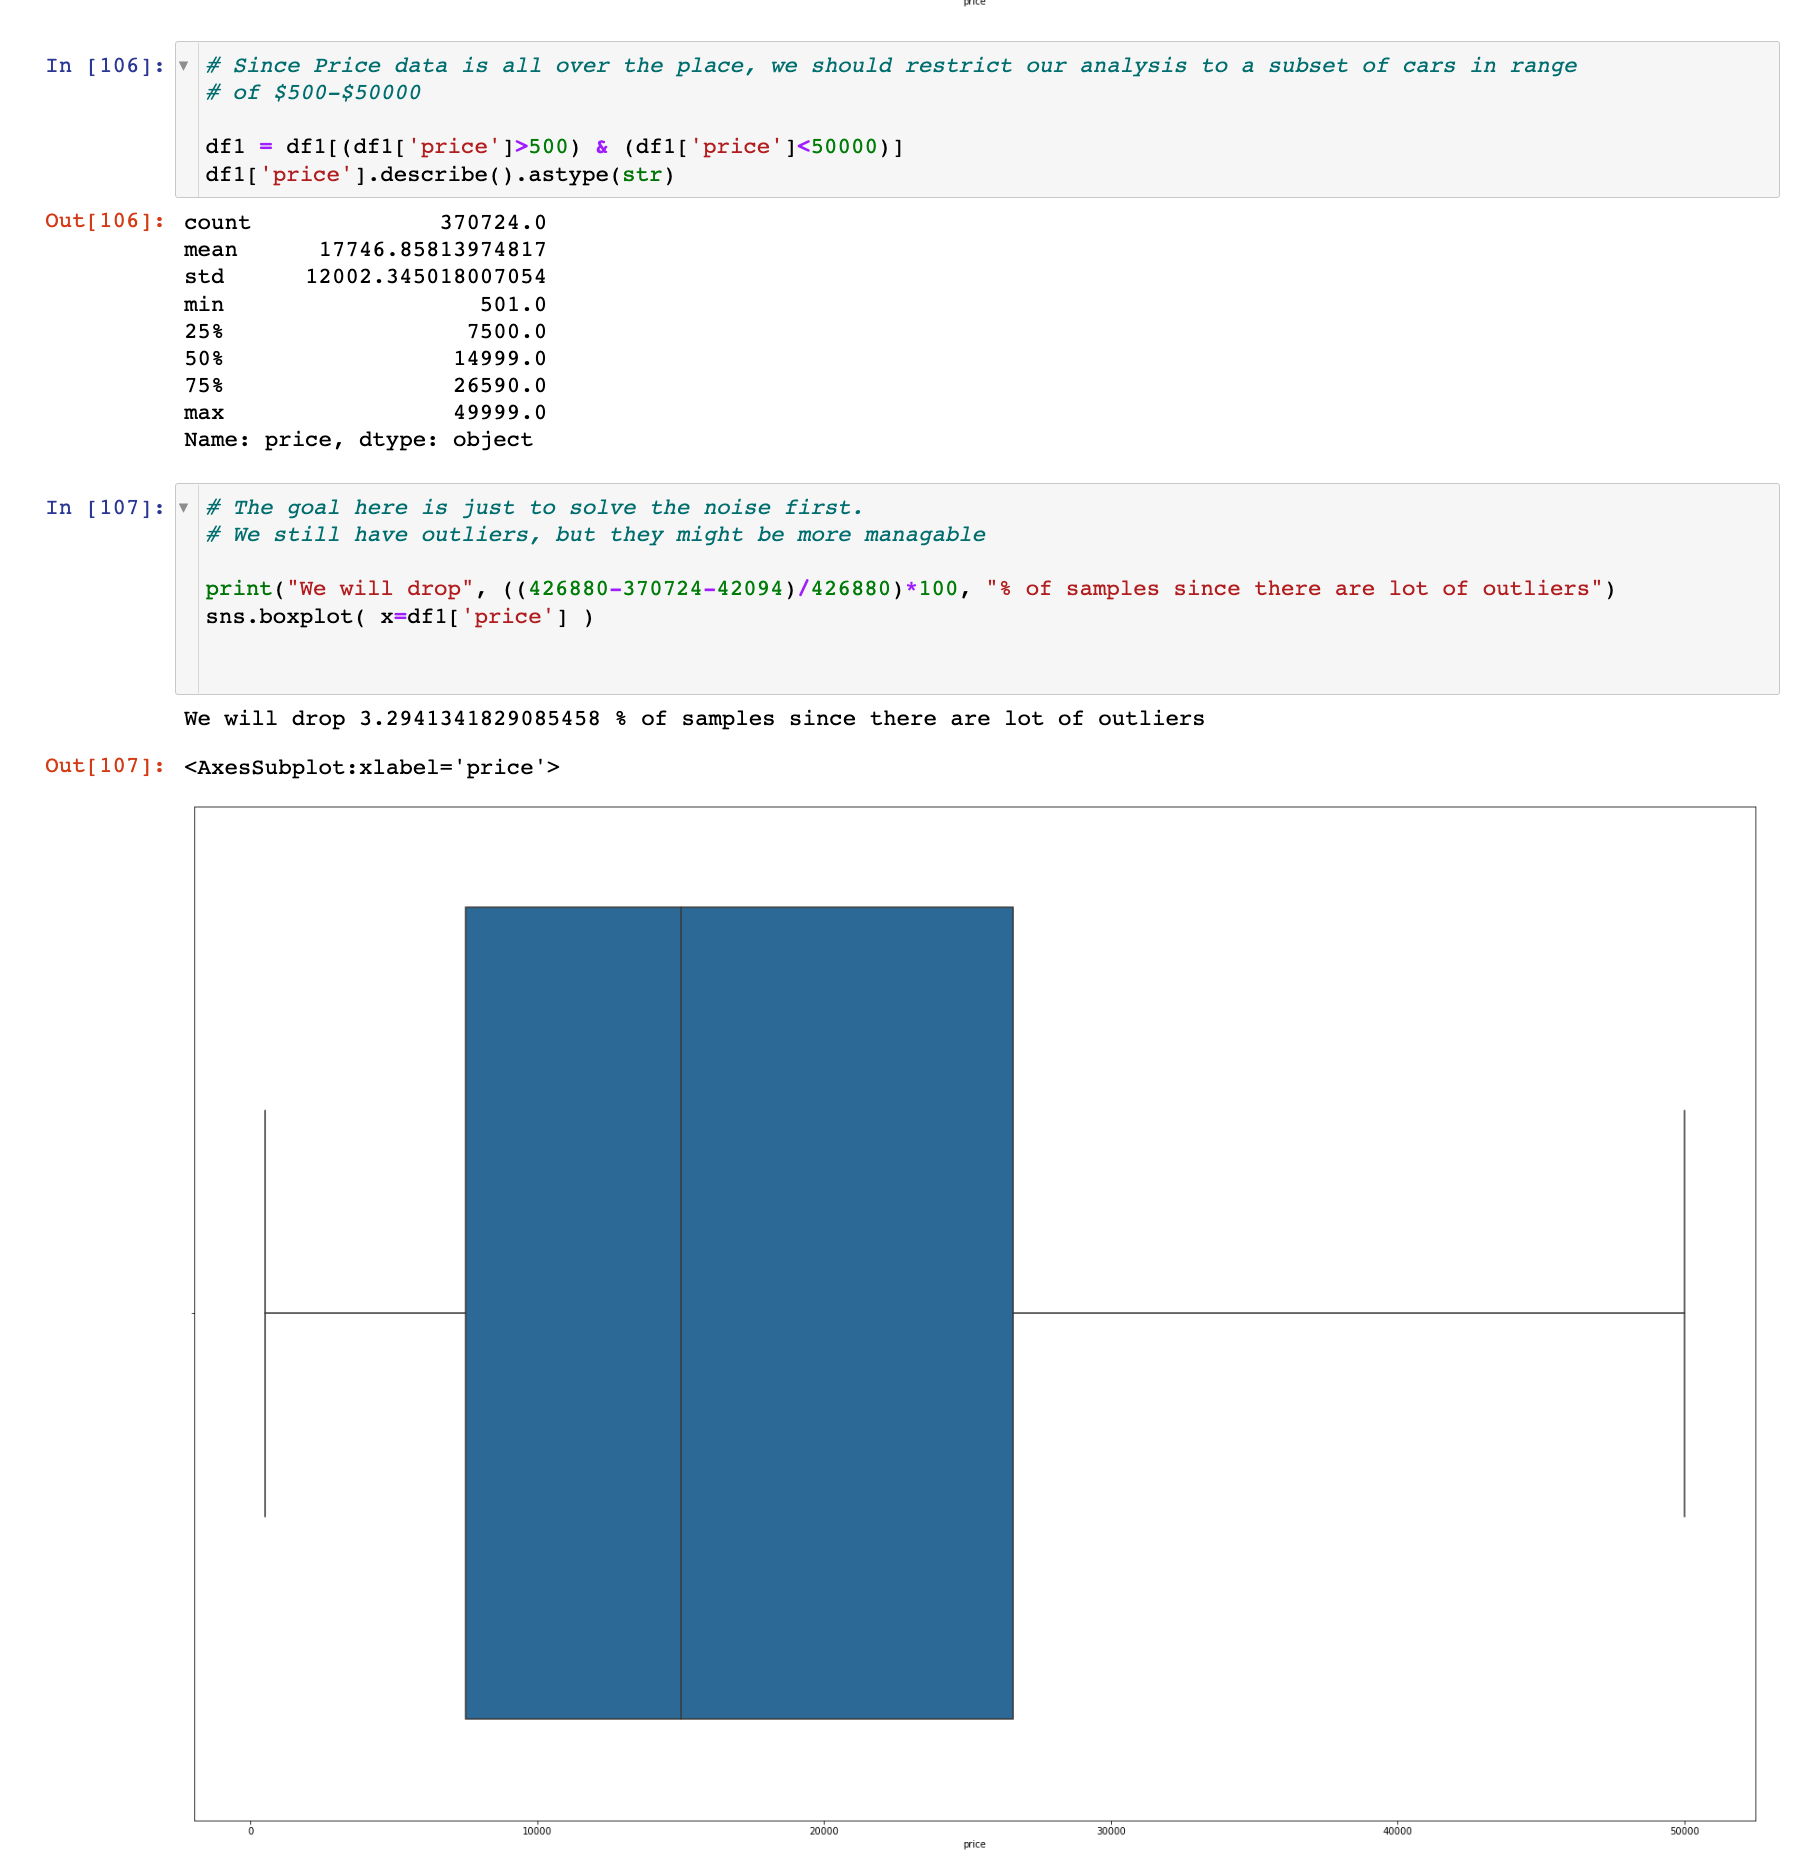 price
In [106]: ▼ # Since Price data is all over the place, we should restrict our analysis to a subset of cars in range
# of $500-$50000
df1 = df1[(df1['price']>500) & (df1['price']<50000)]
df1['price'].describe().astype(str)
Out[106]: count 370724.0
mean 17746.85813974817
std 12002.345018007054
min 501.0
25% 7500.0
50% 14999.0
75% 26590.0
max 49999.0
Name: price, dtype: object
In [107]: ▼ # The goal here is just to solve the noise first.
# We still have outliers, but they might be more managable
print("We will drop", ((426880-370724-42094)/426880)*100, "% of samples since there are lot of outliers")
sns.boxplot( x=df1['price'] )
We will drop 3.2941341829085458 % of samples since there are lot of outliers
Out[107]: <AxesSubplot:xlabel='price'>
0 10000 20000 30000 40000 50000
price